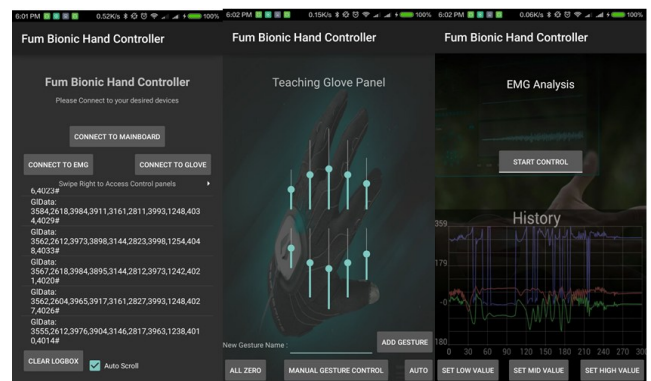 6:01 PM 0.52K/s 100%
Fum Bionic Hand Controller
Fum Bionic Hand Controller
Please Connect to your desired devices
CONNECT TO MAINBOARD
CONNECT TO EMG
CONNECT TO GLOVE
Swipe Right to Access Control panels
6,4023#
GlData:
3584,2618,3984,3911,3161,2811,3993,1248,403
4,4029#
GlData:
3562,2612,3973,3898,3144,2823,3998,1254,404
8,4033#
GlData:
3567,2618,3984,3895,3144,2812,3973,1242,402
1,4020#
GlData:
3562,2604,3965,3917,3161,2827,3993,1248,402
7,4026#
GlData:
3555,2612,3976,3904,3146,2817,3963,1238,401
0,4014#
CLEAR LOGBOX
Auto Scroll
6:02 PM 0.15K/s 100%
Fum Bionic Hand Controller
Teaching Glove Panel
New Gesture Name :
ADD GESTURE
ALL ZERO
MANUAL GESTURE CONTROL
AUTO
6:02 PM 0.06K/s 100%
Fum Bionic Hand Controller
EMG Analysis
START CONTROL
History
359
179
-0
180
0 30 60 90 120 150 180 210 240 270 300
SET LOW VALUE
SET MID VALUE
SET HIGH VALUE